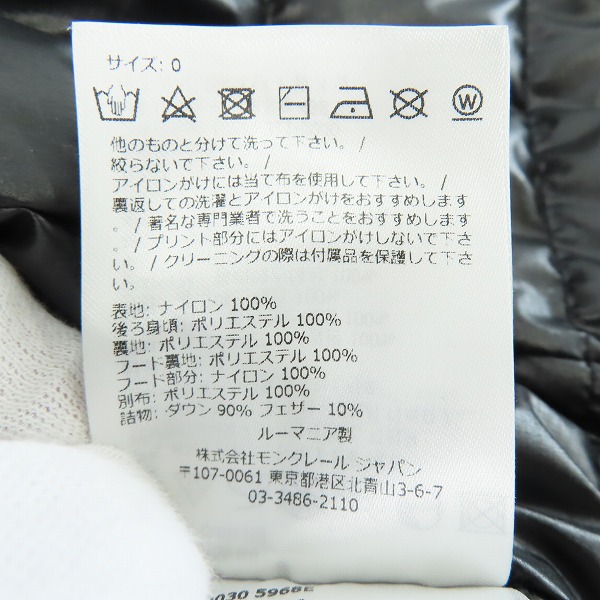 サイズ: 0
W
他のものと分けて洗って下さい。/
絞らないで下さい。/
アイロンがけには当て布を使用して下さい。/
裏返しての洗濯とアイロンがけをおすすめします
。/ 著名な専門業者で洗うことをおすすめします
。/ プリント部分にはアイロンがけしないで下さ
い。/ クリーニングの際は付属品を保護して下さ
い。
表地: ナイロン 100%
後ろ身頃: ポリエステル 100%
裏地: ポリエステル 100%
フード裏地: ポリエステル 100%
フード部分: ナイロン 100%
別布: ポリエステル 100%
詰物: ダウン 90% フェザー 10%
ルーマニア製
株式会社モンクレール ジャパン
〒107-0061 東京都港区北青山3-6-7
03-3486-2110
0030 5968E